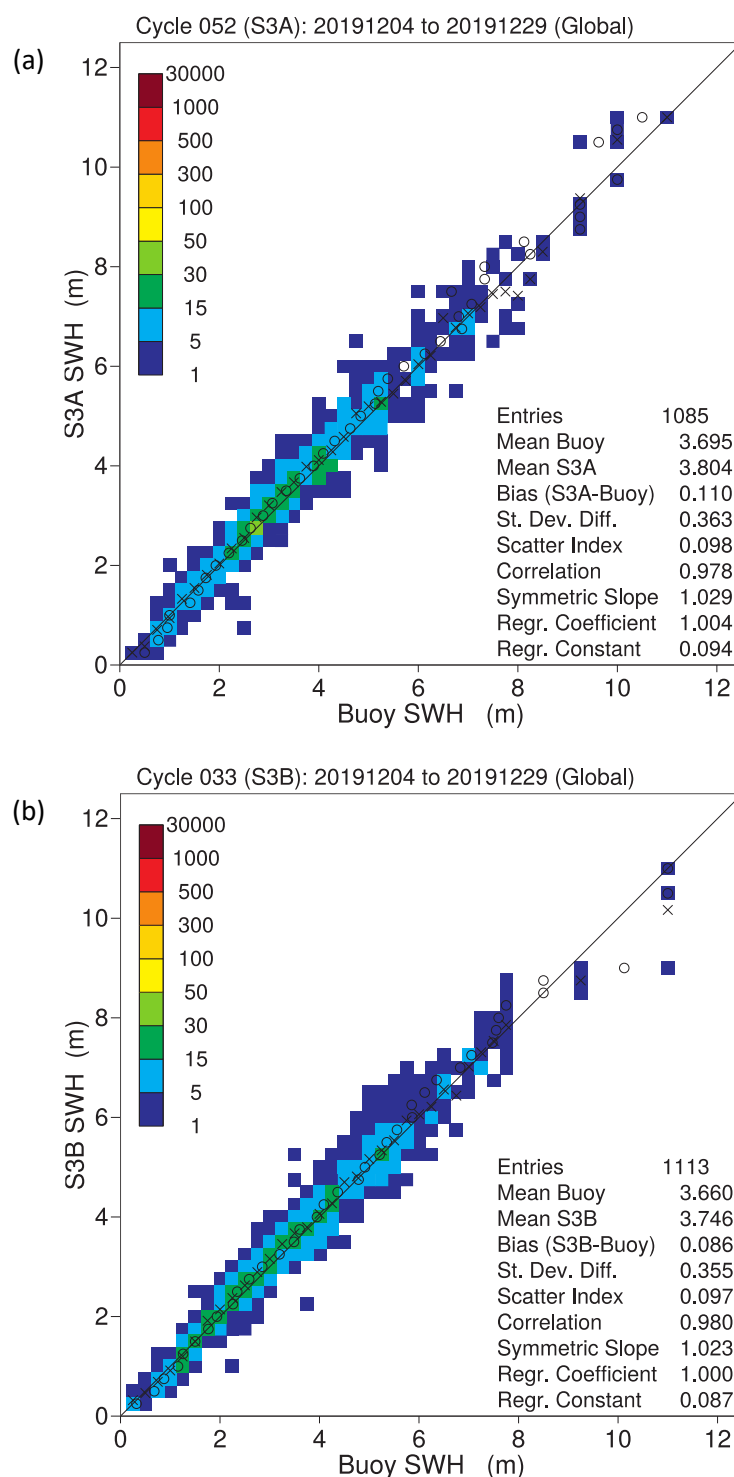 Cycle 052 (S3A): 20191204 to 20191229 (Global)
(a)
12
10
8
6
4
2
0
S3A SWH (m)
30000
1000
500
300
100
50
30
15
5
1
Entries 1085
Mean Buoy 3.695
Mean S3A 3.804
Bias (S3A-Buoy) 0.110
St. Dev. Diff. 0.363
Scatter Index 0.098
Correlation 0.978
Symmetric Slope 1.029
Regr. Coefficient 1.004
Regr. Constant 0.094
0 2 4 6 8 10 12
Buoy SWH (m)
Cycle 033 (S3B): 20191204 to 20191229 (Global)
(b)
12
10
8
6
4
2
0
S3B SWH (m)
30000
1000
500
300
100
50
30
15
5
1
Entries 1113
Mean Buoy 3.660
Mean S3B 3.746
Bias (S3B-Buoy) 0.086
St. Dev. Diff. 0.355
Scatter Index 0.097
Correlation 0.980
Symmetric Slope 1.023
Regr. Coefficient 1.000
Regr. Constant 0.087
0 2 4 6 8 10 12
Buoy SWH (m)